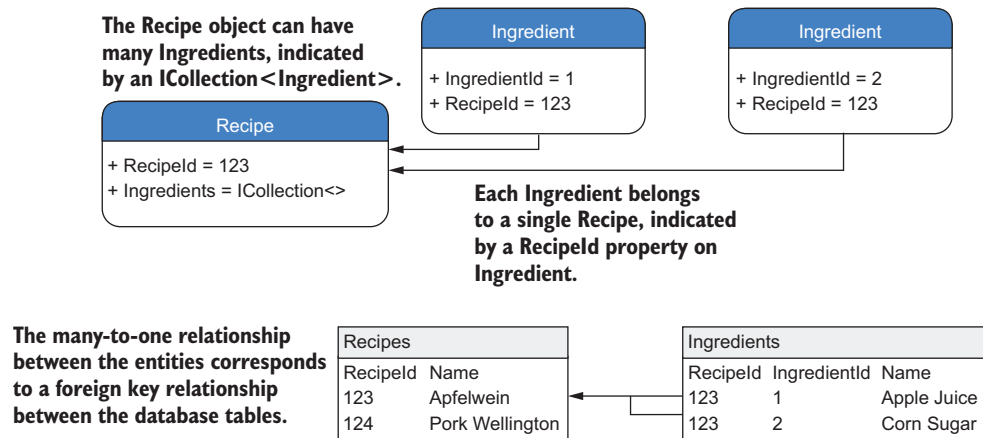 The Recipe object can have
many Ingredients, indicated
by an ICollection<Ingredient>.
Ingredient
+ IngredientId = 1
+ RecipeId = 123
Ingredient
+ IngredientId = 2
+ RecipeId = 123
Recipe
+ RecipeId = 123
+ Ingredients = ICollection<>
Each Ingredient belongs
to a single Recipe, indicated
by a RecipeId property on
Ingredient.
The many-to-one relationship
between the entities corresponds
to a foreign key relationship
between the database tables.
Recipes
RecipeId Name
123 Apfelwein
124 Pork Wellington
Ingredients
RecipeId IngredientId Name
123 1 Apple Juice
123 2 Corn Sugar